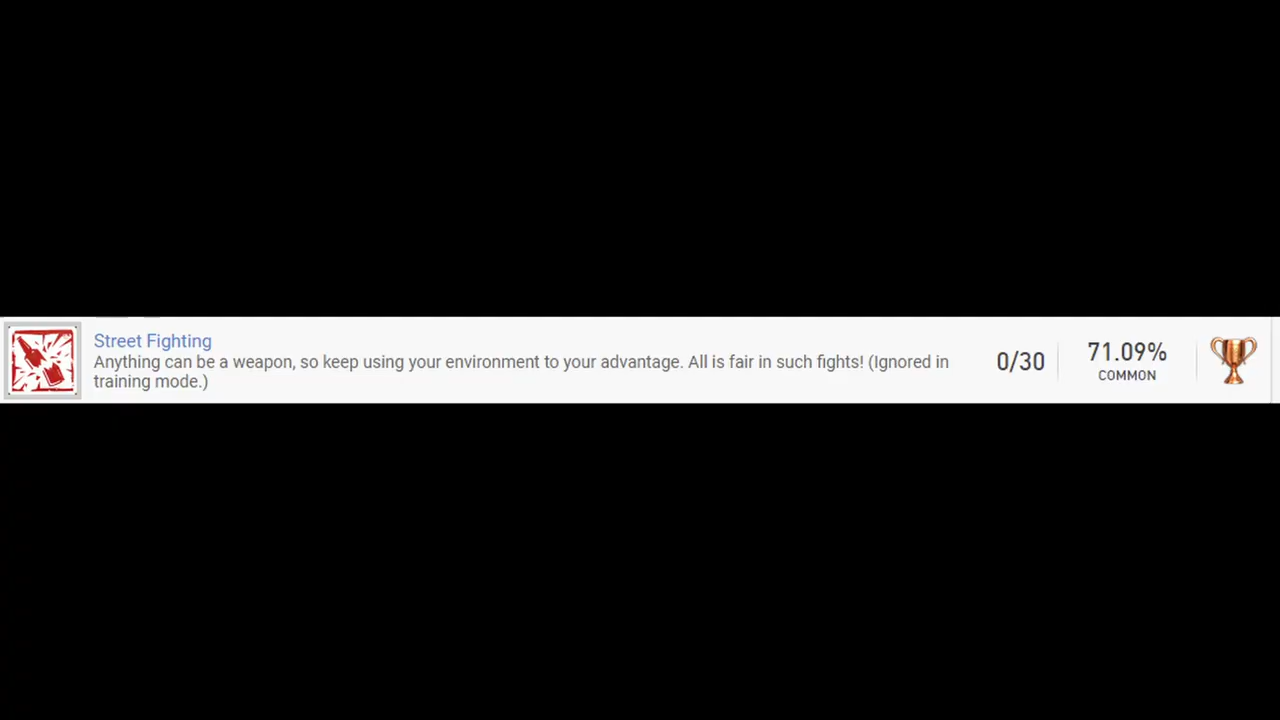 Street Fighting
Anything can be a weapon, so keep using your environment to your advantage. All is fair in such fights! (Ignored in
training mode.)
0/30
71.09%
COMMON